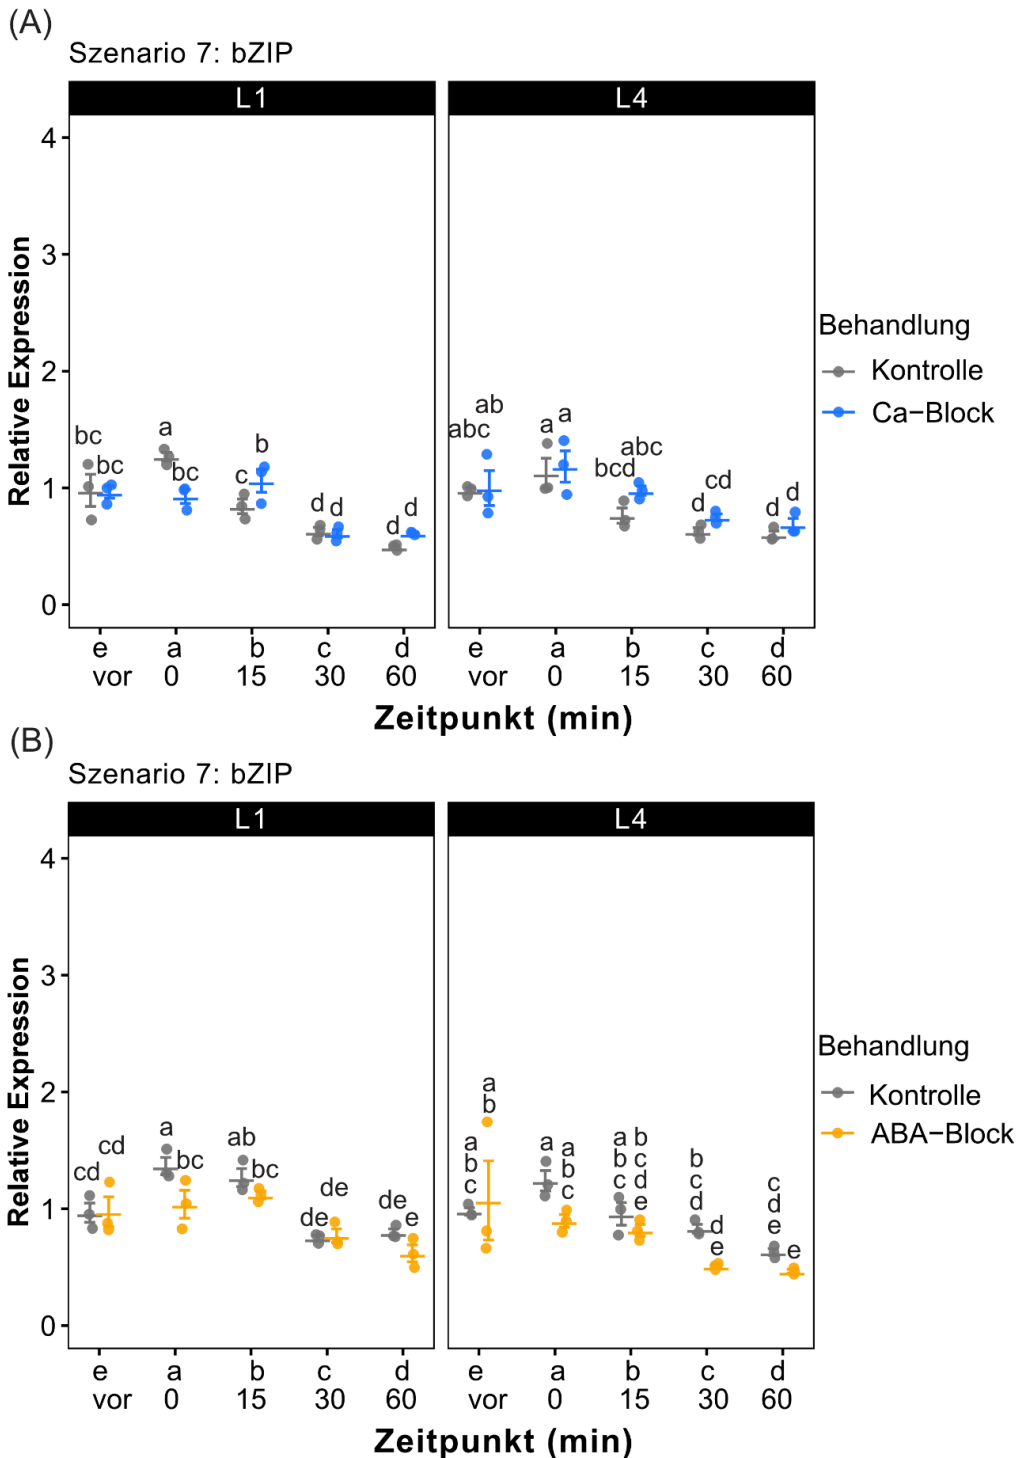 (A)
Szenario 7: bZIP
L1 L4
4
3
2
1
0
Relative Expression
bc bc a bc c b d d d d
abc ab a a bcd abc d cd d d
e a b c d e a b c d
vor 0 15 30 60 vor 0 15 30 60
Zeitpunkt (min)
Behandlung
Kontrolle
Ca−Block
(B)
Szenario 7: bZIP
L1 L4
4
3
2
1
0
Relative Expression
cd cd a bc ab bc de de de e
a b c
a b
a
a b c
a b c
b c d e
b c d
d e
c d e
e
e a b c d e a b c d
vor 0 15 30 60 vor 0 15 30 60
Zeitpunkt (min)
Behandlung
Kontrolle
ABA−Block